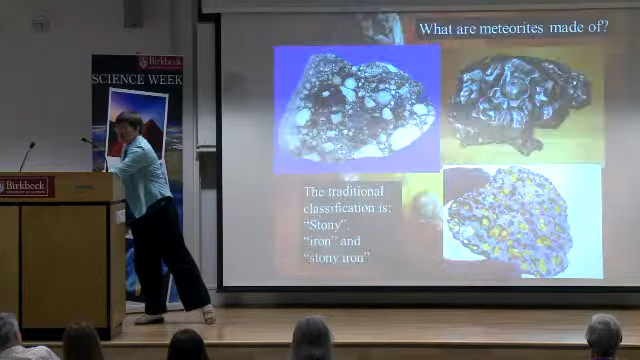 What are meteorites made of?
Birkbeck
SCIENCE WEEK
The traditional
classification is:
"Stony",
"iron" and
"stony iron"
Birkbeck